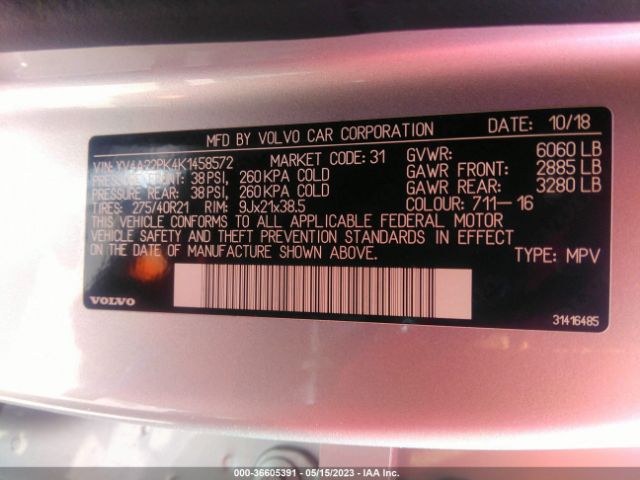 MFD BY VOLVO CAR CORPORATION DATE: 10/18
VIN: YV4A22PK4K1458572 MARKET CODE: 31 GVWR: 6060 LB
PRESSURE FRONT: 38 PSI, 260 KPA COLD GAWR FRONT: 2885 LB
PRESSURE REAR: 38 PSI, 260 KPA COLD GAWR REAR: 3280 LB
TIRES: 275/40R21 RIM: 9Jx21x38.5 COLOUR: 711-16
THIS VEHICLE CONFORMS TO ALL APPLICABLE FEDERAL MOTOR
VEHICLE SAFETY AND THEFT PREVENTION STANDARDS IN EFFECT
ON THE DATE OF MANUFACTURE SHOWN ABOVE. TYPE: MPV
VOLVO
31416485
000-36605391 - 05/15/2023 - IAA Inc.